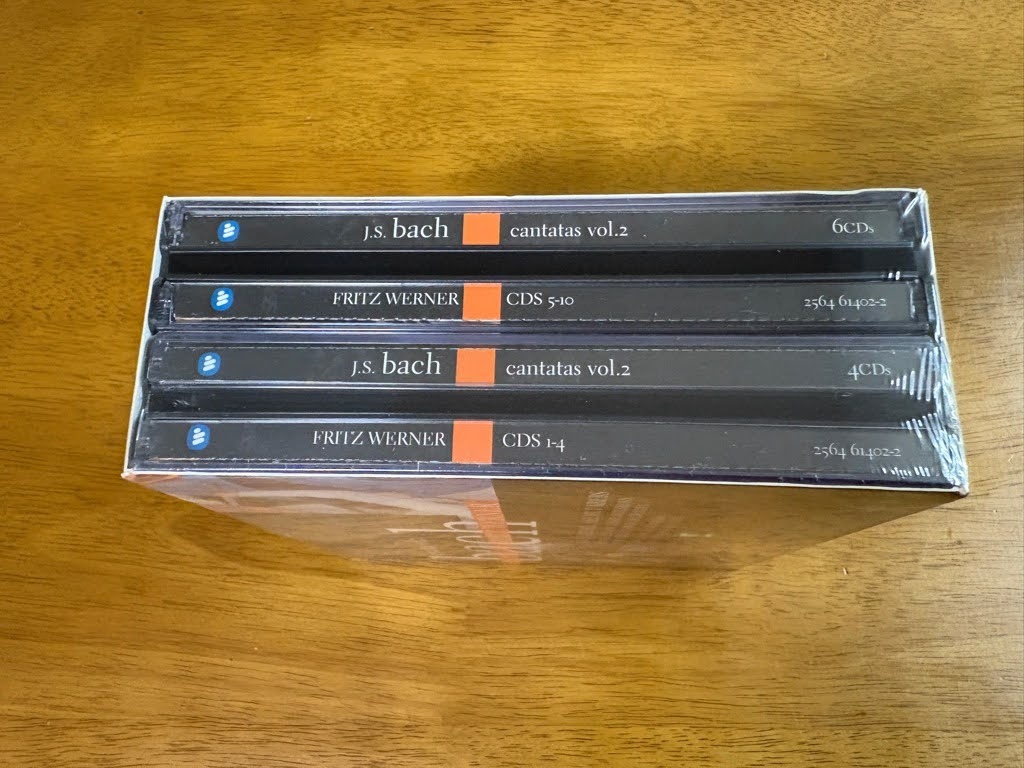 J.S. bach cantatas vol.2 6CDs
FRITZ WERNER CDS 5-10 2564 61402-2
J.S. bach cantatas vol.2 4CDs
FRITZ WERNER CDS 1-4 2564 61402-2
bach